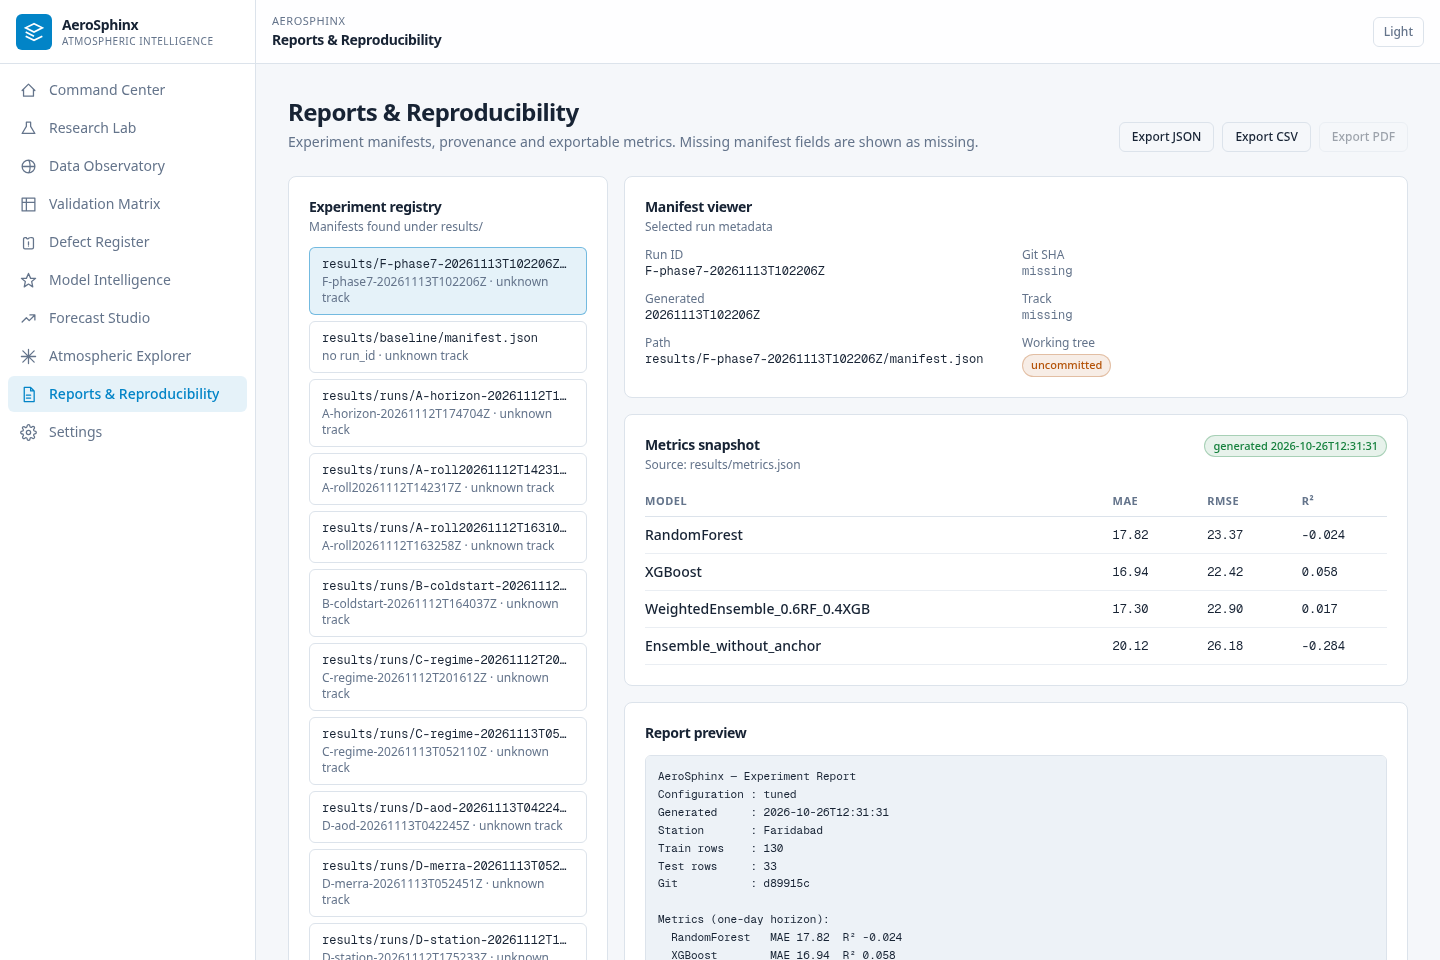 AeroSphinx
ATMOSPHERIC INTELLIGENCE
AEROSPHINX
Reports & Reproducibility
Light
Command Center
Research Lab
Data Observatory
Validation Matrix
Defect Register
Model Intelligence
Forecast Studio
Atmospheric Explorer
Reports & Reproducibility
Settings
Reports & Reproducibility
Experiment manifests, provenance and exportable metrics. Missing manifest fields are shown as missing.
Export JSON
Export CSV
Export PDF
Experiment registry
Manifests found under results/
results/F-phase7-20261113T102206Z…
F-phase7-20261113T102206Z · unknown
track
results/baseline/manifest.json
no run_id · unknown track
results/runs/A-horizon-20261112T1…
A-horizon-20261112T174704Z · unknown
track
results/runs/A-roll20261112T14231…
A-roll20261112T142317Z · unknown track
results/runs/A-roll20261112T16310…
A-roll20261112T163258Z · unknown track
results/runs/B-coldstart-20261112…
B-coldstart-20261112T164037Z · unknown
track
results/runs/C-regime-20261112T20…
C-regime-20261112T201612Z · unknown
track
results/runs/C-regime-20261113T05…
C-regime-20261113T052110Z · unknown
track
results/runs/D-aod-20261113T04224…
D-aod-20261113T042245Z · unknown track
results/runs/D-merra-20261113T052…
D-merra-20261113T052451Z · unknown
track
results/runs/D-station-20261112T1…
D-station-20261112T175233Z · unknown
Manifest viewer
Selected run metadata
Run ID
F-phase7-20261113T102206Z
Git SHA
missing
Generated
20261113T102206Z
Track
missing
Path
results/F-phase7-20261113T102206Z/manifest.json
Working tree
uncommitted
Metrics snapshot
Source: results/metrics.json
generated 2026-10-26T12:31:31
MODEL MAE RMSE R²
RandomForest 17.82 23.37 -0.024
XGBoost 16.94 22.42 0.058
WeightedEnsemble_0.6RF_0.4XGB 17.30 22.90 0.017
Ensemble_without_anchor 20.12 26.18 -0.284
Report preview
AeroSphinx — Experiment Report
Configuration : tuned
Generated : 2026-10-26T12:31:31
Station : Faridabad
Train rows : 130
Test rows : 33
Git : d89915c
Metrics (one-day horizon):
RandomForest MAE 17.82 R² -0.024
XGBoost MAE 16.94 R² 0.058